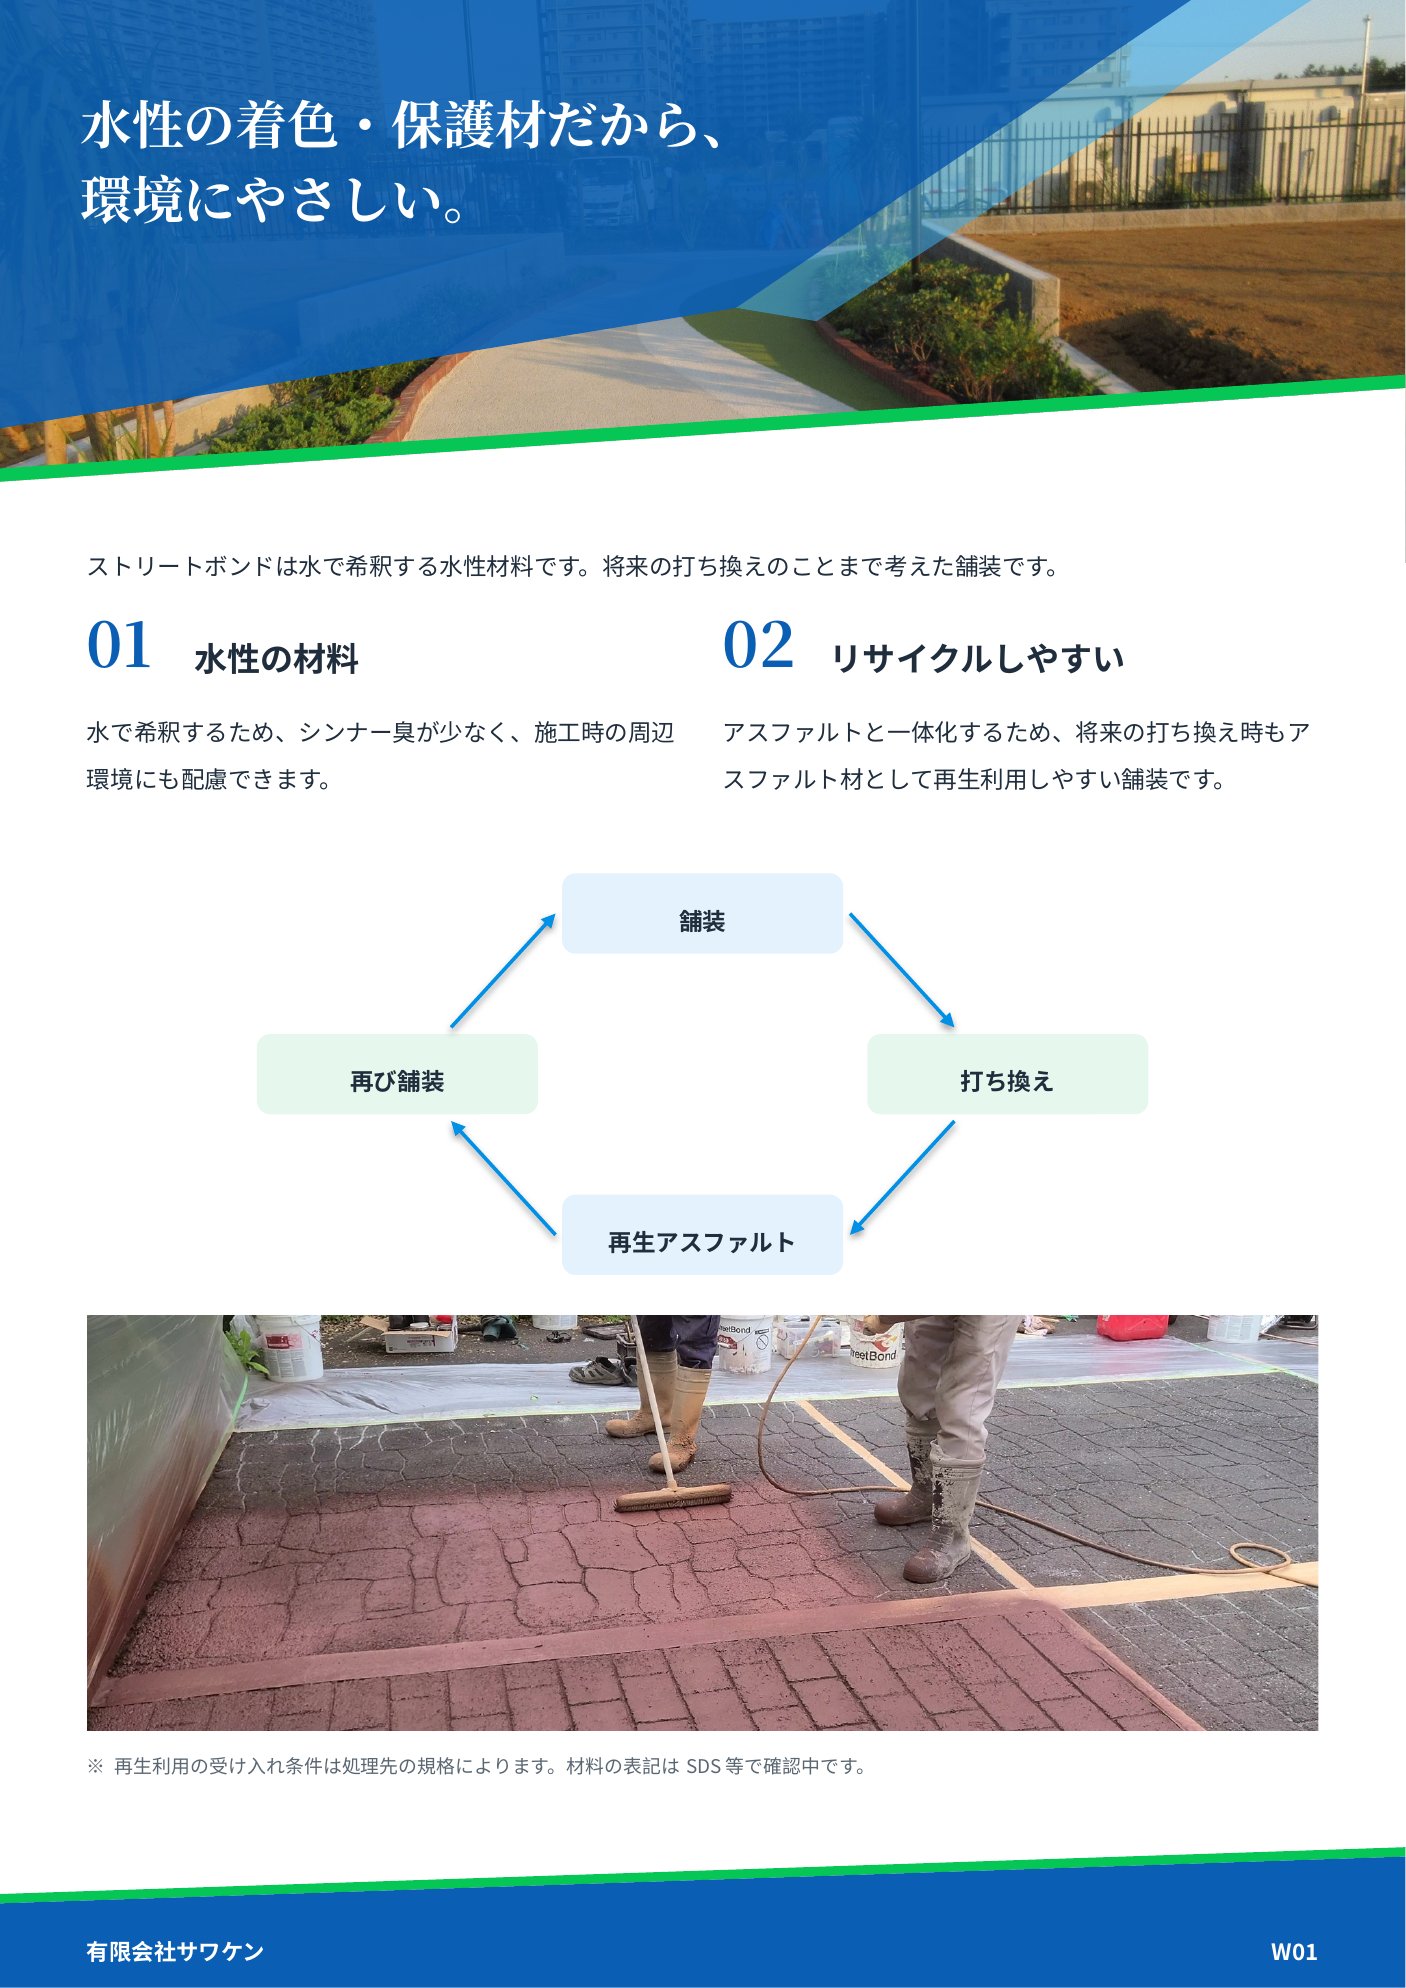 水性の着色・保護材だから、
環境にやさしい。
ストリートボンドは水で希釈する水性材料です。将来の打ち換えのことまで考えた舗装です。
01 水性の材料
水で希釈するため、シンナー臭が少なく、施工時の周辺
環境にも配慮できます。
02 リサイクルしやすい
アスファルトと一体化するため、将来の打ち換え時もア
スファルト材として再生利用しやすい舗装です。
舗装
再び舗装
打ち換え
再生アスファルト
reetBond
reetBond
※ 再生利用の受け入れ条件は処理先の規格によります。材料の表記は SDS 等で確認中です。
有限会社サワケン
W01